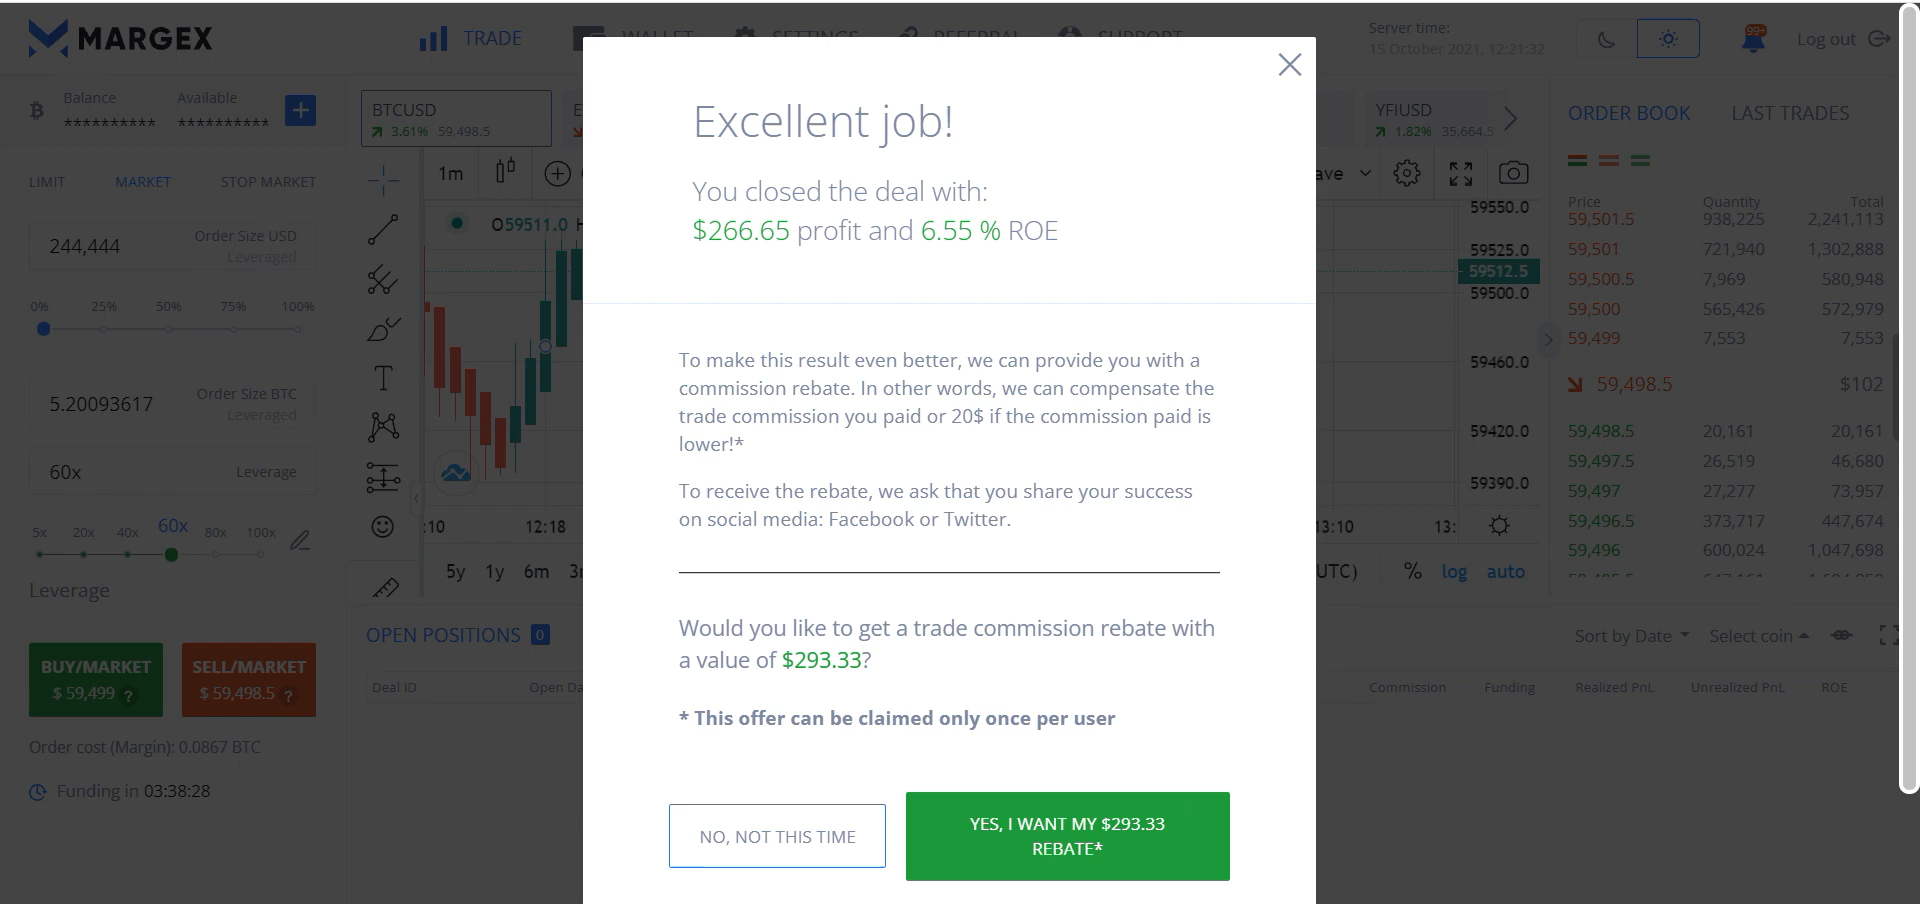 MARGEX
TRADE
WALLET
SETTINGS
REFERRAL
SUPPORT
Server time:
15 October 2021, 12:21:32
99+
Log out
Balance
Available
**********
**********
BTCUSD
3.61% 59,498.5
E
YFIUSD
1.82% 35,664.5
ORDER BOOK
LAST TRADES
LIMIT
MARKET
STOP MARKET
1m
ave
244,444
Order Size USD
Leveraged
0% 25% 50% 75% 100%
5.20093617
Order Size BTC
Leveraged
60x
Leverage
5x 20x 40x 60x 80x 100x
Leverage
BUY/MARKET
$ 59,499 ?
SELL/MARKET
$ 59,498.5 ?
Order cost (Margin): 0.0867 BTC
Funding in 03:38:28
O59511.0 H
T
59550.0
59525.0
59512.5
59500.0
59460.0
59420.0
59390.0
:10
12:18
13:10
13:
5y 1y 6m 3m
UTC)
% log auto
OPEN POSITIONS 0
Sort by Date
Select coin
Deal ID
Open Da
Commission
Funding
Realized PnL
Unrealized PnL
ROE
Excellent job!
You closed the deal with:
$266.65 profit and 6.55 % ROE
To make this result even better, we can provide you with a
commission rebate. In other words, we can compensate the
trade commission you paid or 20$ if the commission paid is
lower!*
To receive the rebate, we ask that you share your success
on social media: Facebook or Twitter.
Would you like to get a trade commission rebate with
a value of $293.33?
* This offer can be claimed only once per user
NO, NOT THIS TIME
YES, I WANT MY $293.33
REBATE*
Price Quantity Total
59,501.5 938,225 2,241,113
59,501 721,940 1,302,888
59,500.5 7,969 580,948
59,500 565,426 572,979
59,499 7,553 7,553
59,498.5 $102
59,498.5 20,161 20,161
59,497.5 26,519 46,680
59,497 27,277 73,957
59,496.5 373,717 447,674
59,496 600,024 1,047,698